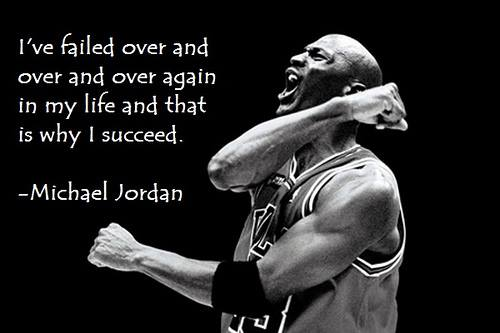 I've failed over and
over and over again
in my life and that
is why I succeed.
-Michael Jordan